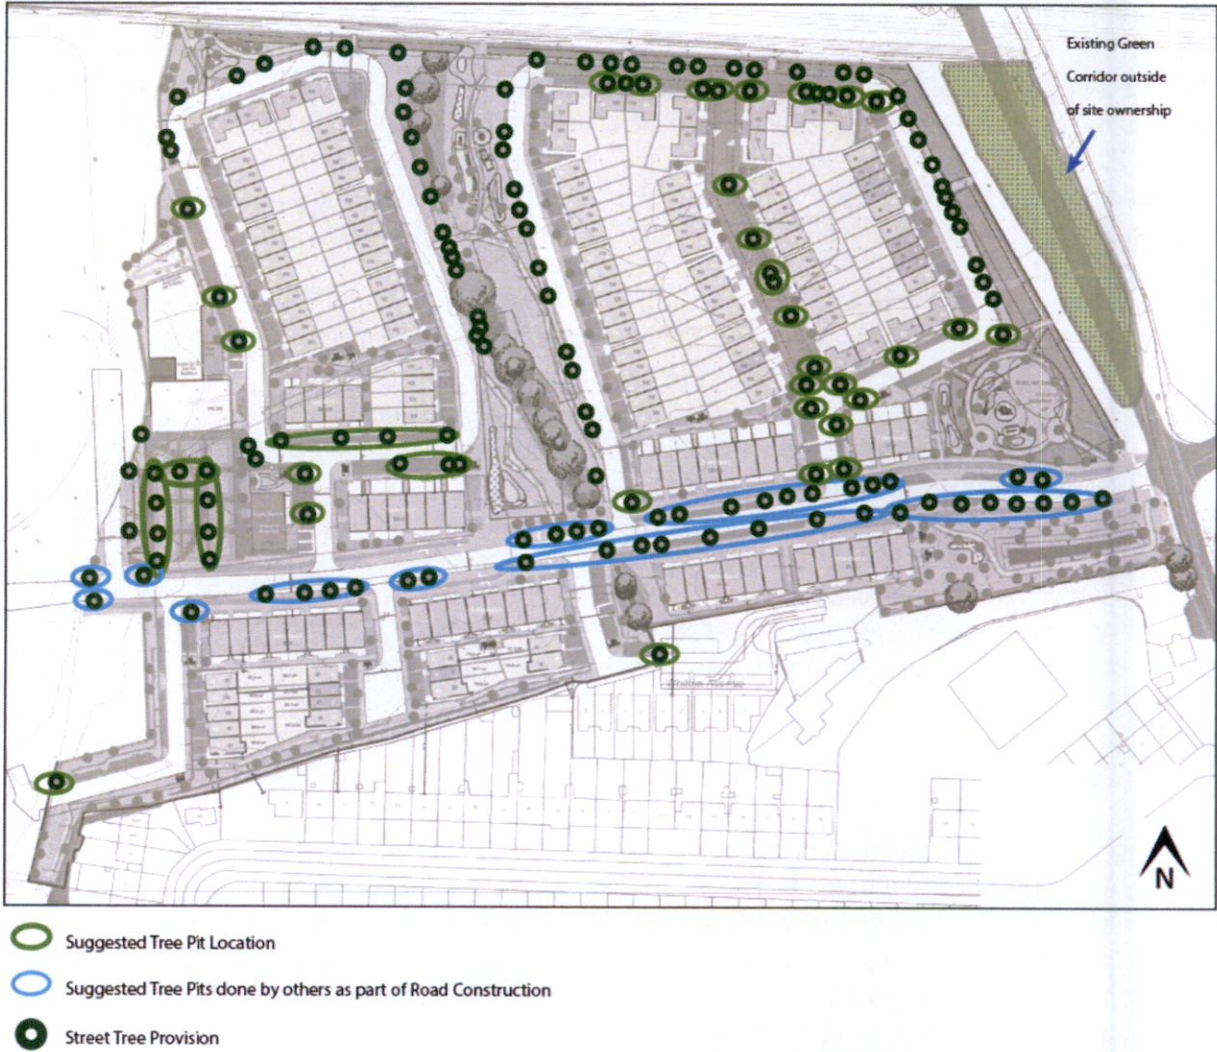 Existing Green
Corridor outside
of site ownership
N
Suggested Tree Pit Location
Suggested Tree Pits done by others as part of Road Construction
Street Tree Provision